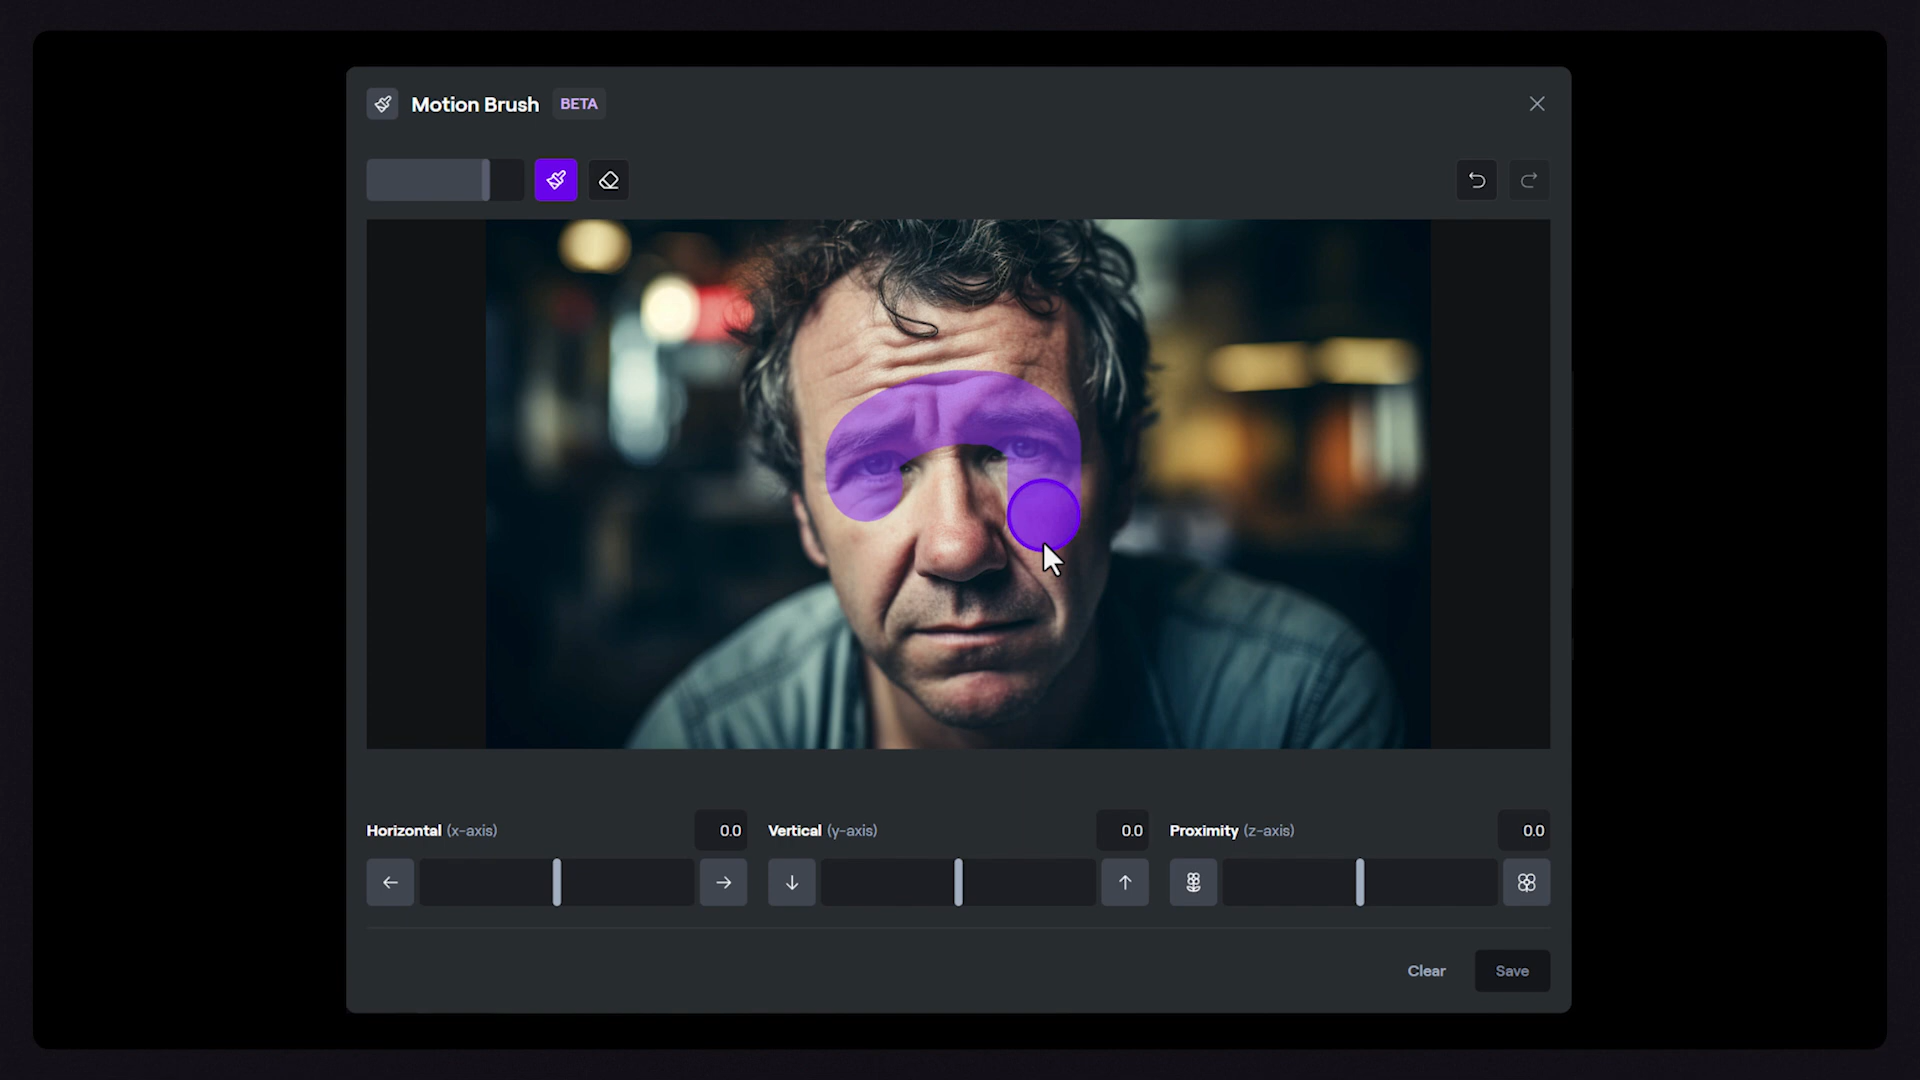 Motion Brush BETA
Horizontal (x-axis) 0.0 Vertical (y-axis) 0.0 Proximity (z-axis) 0.0
Clear Save